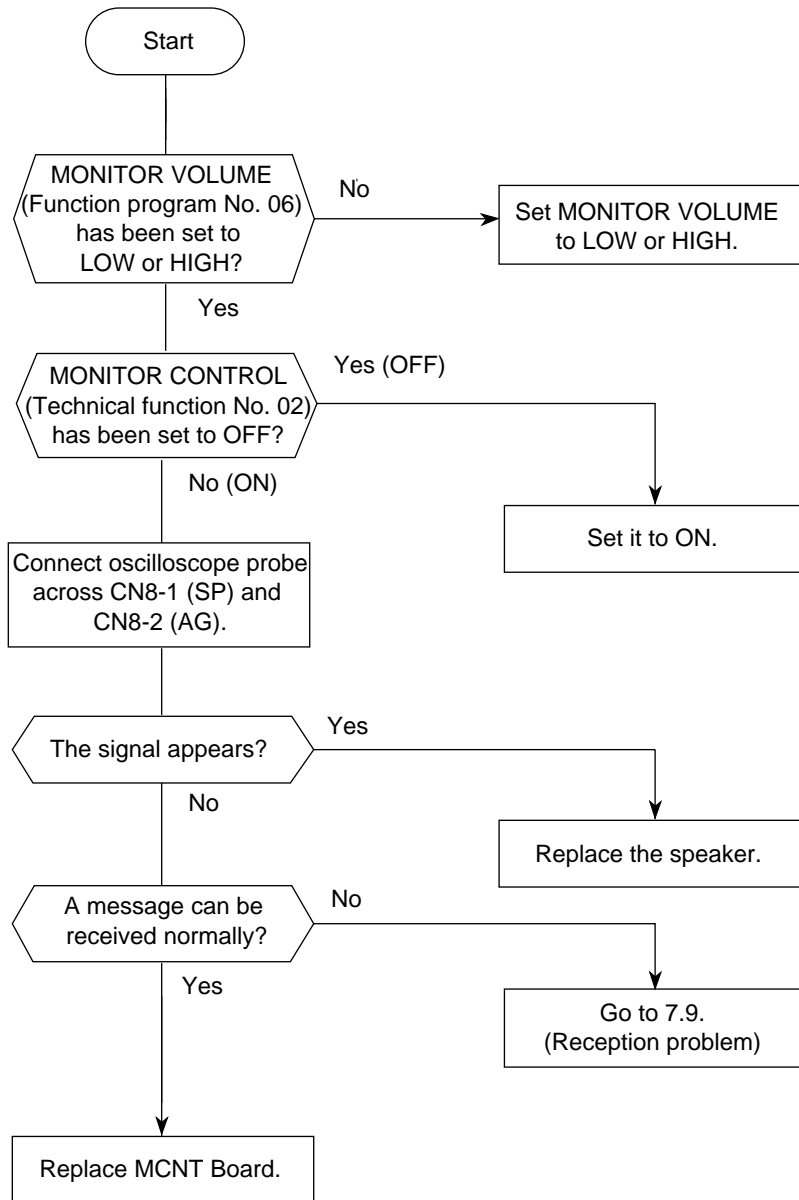 Start
MONITOR VOLUME
(Function program No. 06)
has been set to
LOW or HIGH?
No
Set MONITOR VOLUME
to LOW or HIGH.
Yes
MONITOR CONTROL
(Technical function No. 02)
has been set to OFF?
Yes (OFF)
No (ON)
Set it to ON.
Connect oscilloscope probe
across CN8-1 (SP) and
CN8-2 (AG).
The signal appears?
Yes
No
Replace the speaker.
A message can be
received normally?
No
Yes
Go to 7.9.
(Reception problem)
Replace MCNT Board.